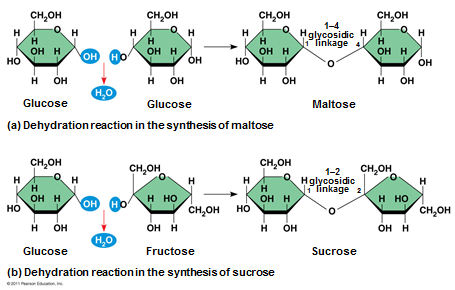 CH₂OH CH₂OH CH₂OH 1–4 CH₂OH
H O H H O H H O H glycosidic H O H
H H H 1 linkage 4 H
OH H OH HO OH H OH H O OH H
HO OH HO OH
H OH H OH H OH H OH
H₂O
Glucose Glucose Maltose
(a) Dehydration reaction in the synthesis of maltose
CH₂OH CH₂OH CH₂OH 1–2 CH₂OH
H O H O H H O H glycosidic O H
H H 1 linkage 2
OH H OH HO H HO OH H O H HO
HO CH₂OH HO CH₂OH
H OH OH H H OH OH H
H₂O
Glucose Fructose Sucrose
(b) Dehydration reaction in the synthesis of sucrose
© 2011 Pearson Education, Inc.